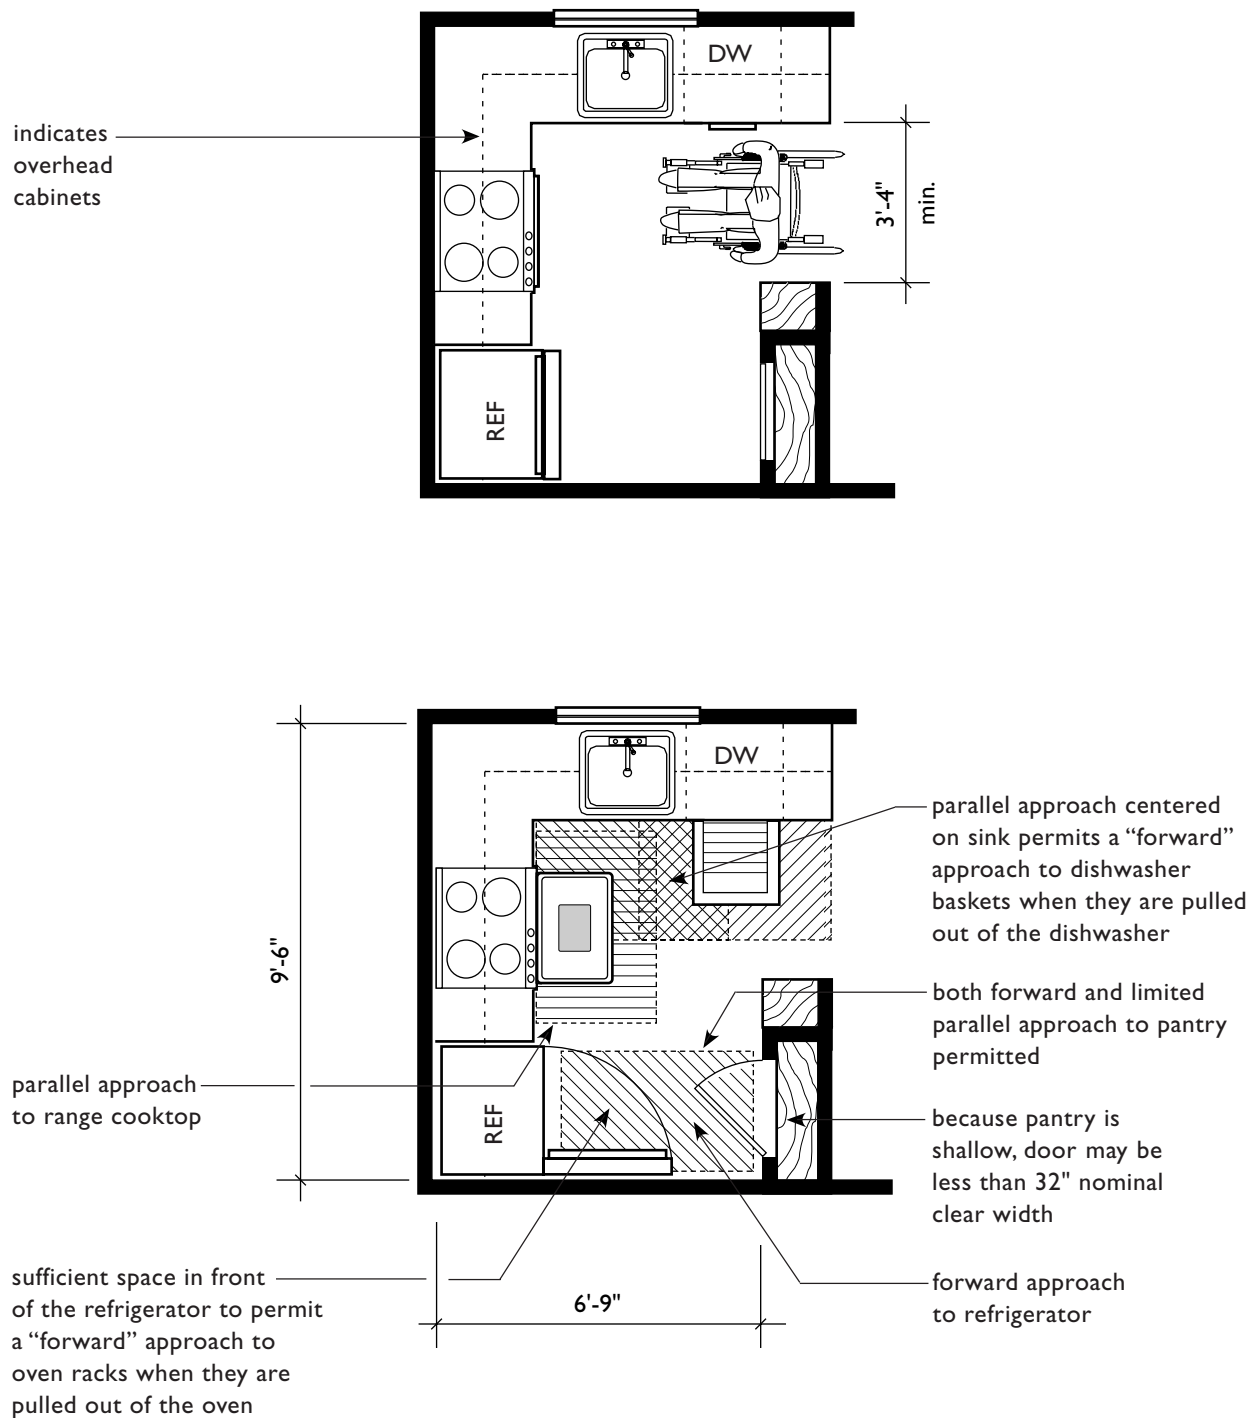 DW
indicates
overhead
cabinets
3'-4"
min.
REF
DW
parallel approach centered
on sink permits a “forward”
approach to dishwasher
baskets when they are pulled
out of the dishwasher
9'-6"
both forward and limited
parallel approach to pantry
permitted
parallel approach
to range cooktop
REF
because pantry is
shallow, door may be
less than 32" nominal
clear width
sufficient space in front
of the refrigerator to permit
a “forward” approach to
oven racks when they are
pulled out of the oven
6'-9"
forward approach
to refrigerator